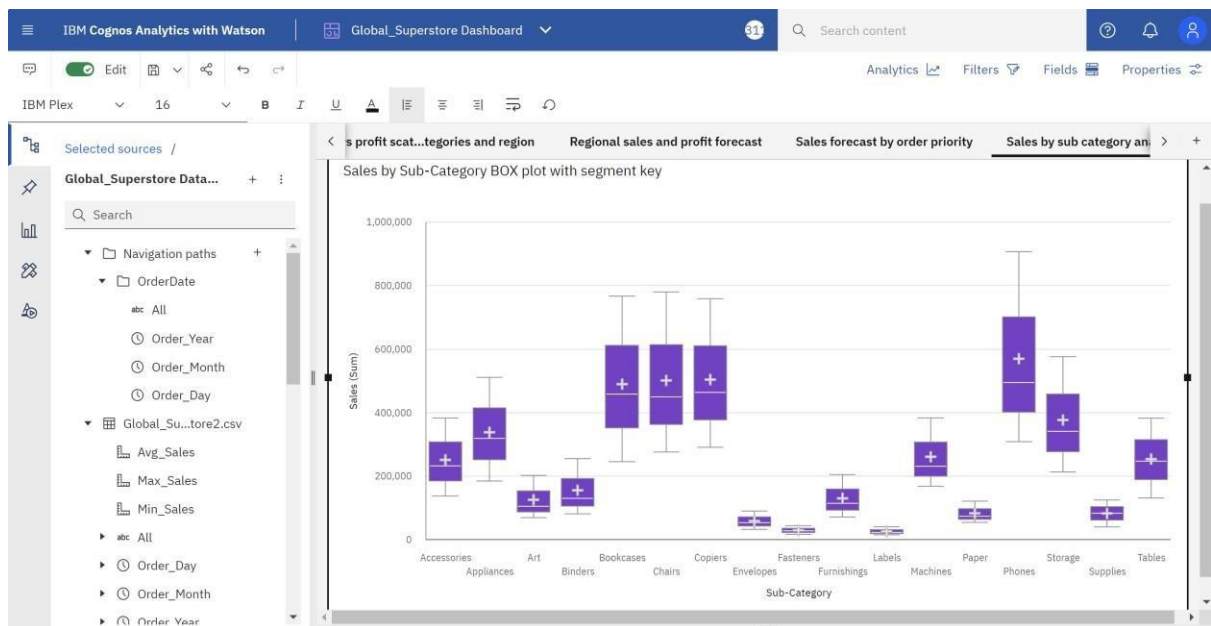 IBM Cognos Analytics with Watson
Global_Superstore Dashboard
Search content
Edit
Analytics
Filters
Fields
Properties
IBM Plex
16
B
I
U
A
Selected sources /
s profit scat...tegories and region
Regional sales and profit forecast
Sales forecast by order priority
Sales by sub category an
Global_Superstore Data...
Search
Navigation paths
OrderDate
abc All
Order_Year
Order_Month
Order_Day
Global_Su...tore2.csv
Avg_Sales
Max_Sales
Min_Sales
abc All
Order_Day
Order_Month
Order_Year
Sales by Sub-Category BOX plot with segment key
Sales (Sum)
1,000,000
800,000
600,000
400,000
200,000
0
Accessories
Appliances
Art
Binders
Bookcases
Chairs
Copiers
Envelopes
Fasteners
Furnishings
Labels
Machines
Paper
Phones
Storage
Supplies
Tables
Sub-Category